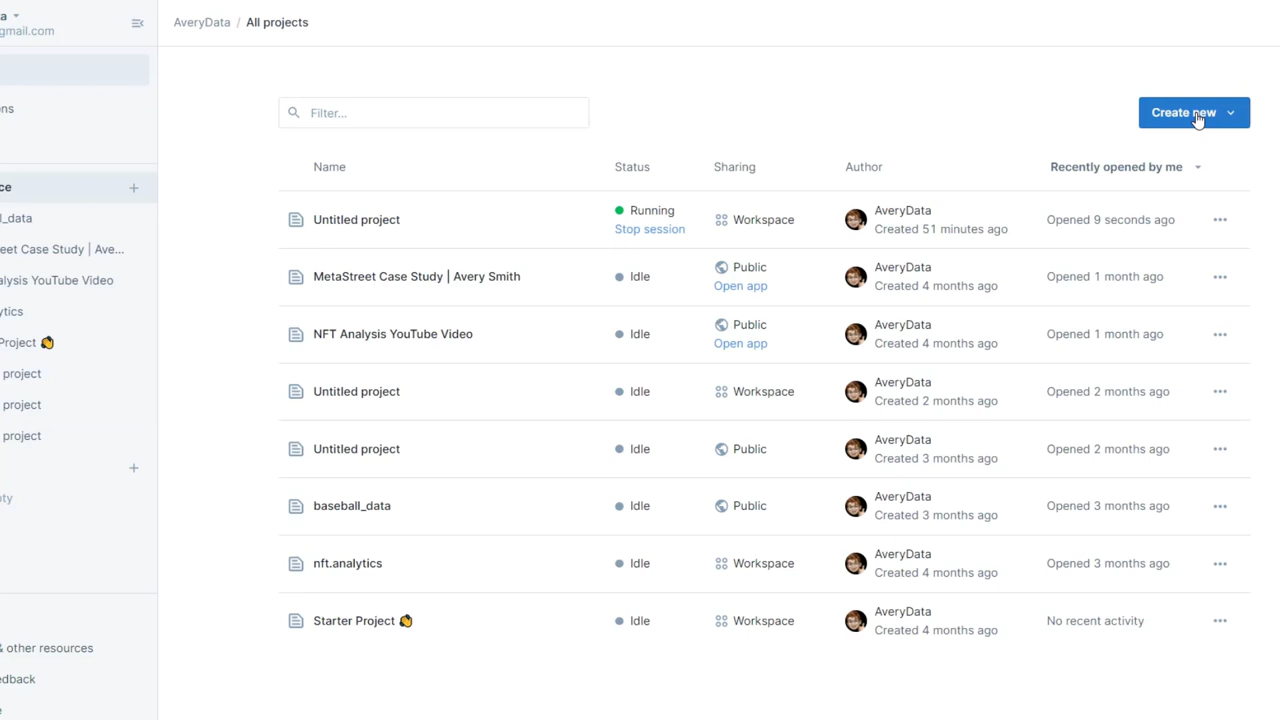 a
gmail.com
AveryData / All projects
ons
Filter...
Create new
Name Status Sharing Author Recently opened by me
ce
l_data
eet Case Study | Ave...
alysis YouTube Video
ytics
Project
project
project
project
nty
& other resources
edback
e
Untitled project Running Stop session Workspace AveryData Created 51 minutes ago Opened 9 seconds ago
MetaStreet Case Study | Avery Smith Idle Public Open app AveryData Created 4 months ago Opened 1 month ago
NFT Analysis YouTube Video Idle Public Open app AveryData Created 4 months ago Opened 1 month ago
Untitled project Idle Workspace AveryData Created 2 months ago Opened 2 months ago
Untitled project Idle Public AveryData Created 3 months ago Opened 2 months ago
baseball_data Idle Public AveryData Created 3 months ago Opened 3 months ago
nft.analytics Idle Workspace AveryData Created 4 months ago Opened 3 months ago
Starter Project Idle Workspace AveryData Created 4 months ago No recent activity